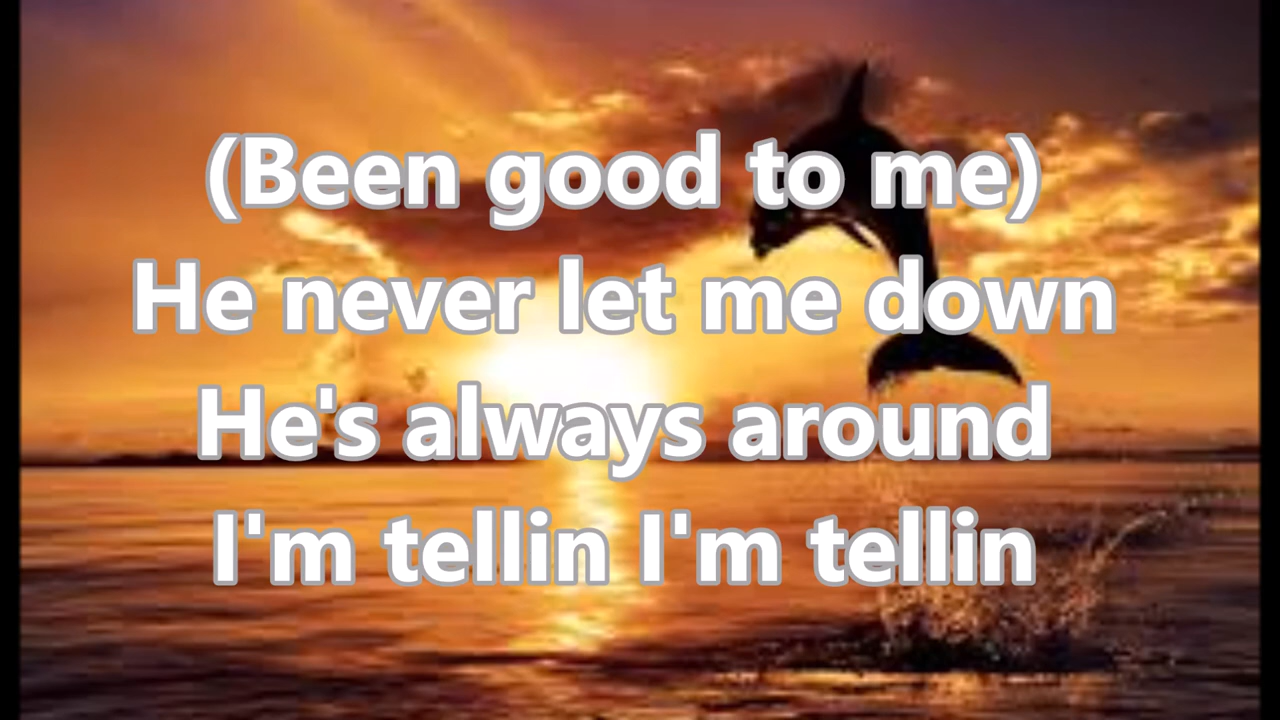 (Been good to me)
He never let me down
He's always around
I'm tellin I'm tellin